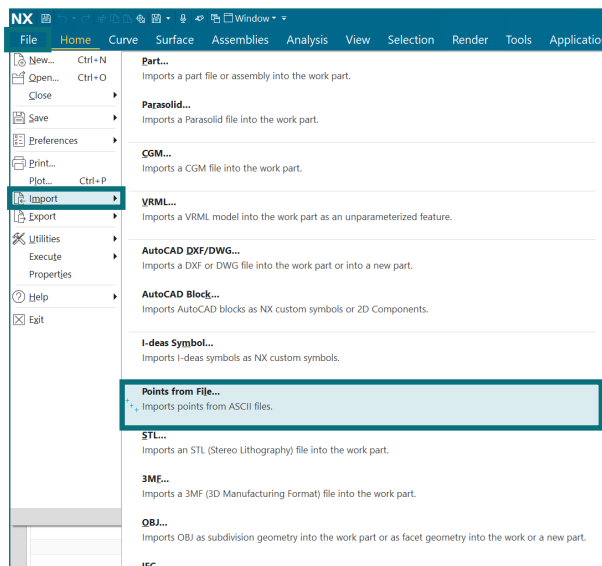 NX Window
File Home Curve Surface Assemblies Analysis View Selection Render Tools Applicatio
New... Ctrl+N
Open... Ctrl+O
Close
Save
Preferences
Print...
Plot... Ctrl+P
Import
Export
Utilities
Execute
Properties
Help
Exit
Part...
Imports a part file or assembly into the work part.
Parasolid...
Imports a Parasolid file into the work part.
CGM...
Imports a CGM file into the work part.
VRML...
Imports a VRML model into the work part as an unparameterized feature.
AutoCAD DXF/DWG...
Imports a DXF or DWG file into the work part or into a new part.
AutoCAD Block...
Imports AutoCAD blocks as NX custom symbols or 2D Components.
I-deas Symbol...
Imports I-deas symbols as NX custom symbols.
Points from File...
Imports points from ASCII files.
STL...
Imports an STL (Stereo Lithography) file into the work part.
3MF...
Imports a 3MF (3D Manufacturing Format) file into the work part.
OBJ...
Imports OBJ as subdivision geometry into the work part or as facet geometry into the work or a new part.